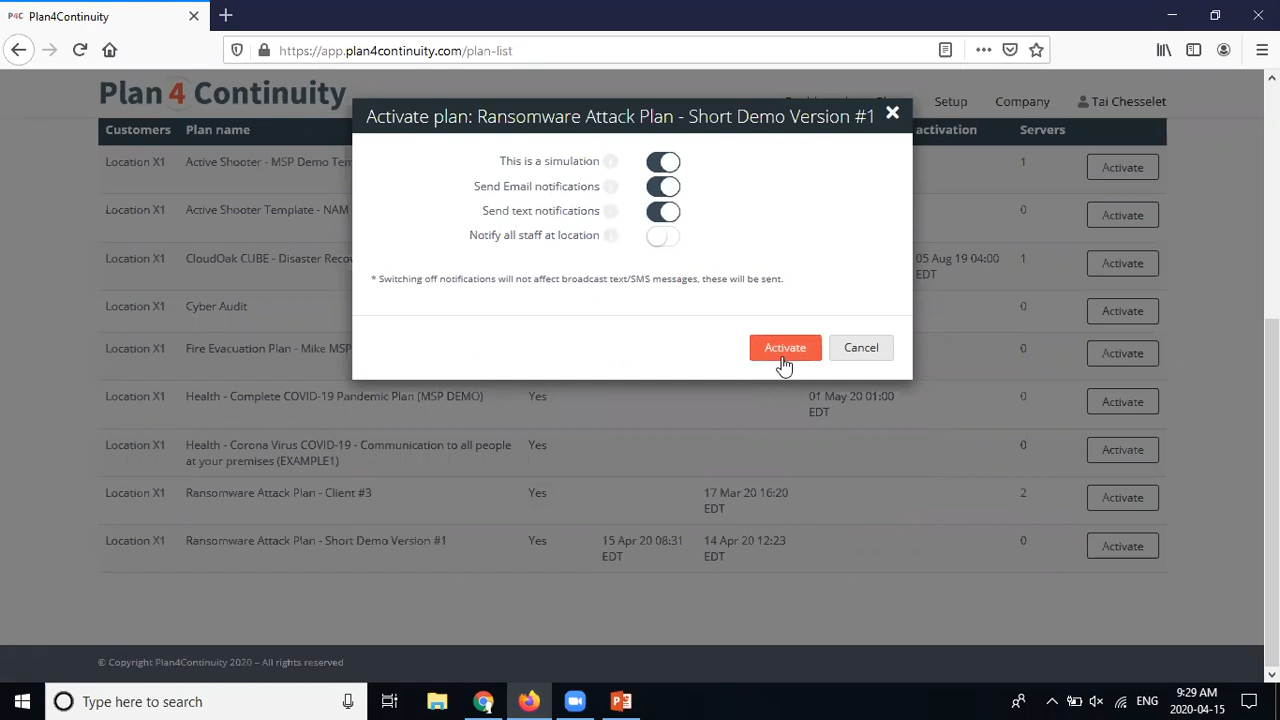 P4C Plan4Continuity
https://app.plan4continuity.com/plan-list
Plan 4 Continuity
Setup Company Tai Chesselet
Activate plan: Ransomware Attack Plan - Short Demo Version #1
This is a simulation
Send Email notifications
Send text notifications
Notify all staff at location
* Switching off notifications will not affect broadcast text/SMS messages, these will be sent.
Activate Cancel
Customers Plan name activation Servers
Location X1 Active Shooter - MSP Demo 1 Activate
Location X1 Active Shooter Template - NAM 0 Activate
Location X1 CloudOak CUBE - Disaster 05 Aug 19 04:00 1 Activate
EDT
Location X1 Cyber Audit 0 Activate
Location X1 Fire Evacuation Plan - Mike MSP 0 Activate
Location X1 Health - Complete COVID-19 Pandemic Plan (MSP DEMO) Yes 01 May 20 01:00 0 Activate
EDT
Location X1 Health - Corona Virus COVID-19 - Communication to all people Yes 0 Activate
at your premises (EXAMPLE1)
Location X1 Ransomware Attack Plan - Client #3 Yes 17 Mar 20 16:20 2 Activate
EDT
Location X1 Ransomware Attack Plan - Short Demo Version #1 Yes 15 Apr 20 08:31 14 Apr 20 12:23 0 Activate
EDT EDT
© Copyright Plan4Continuity 2020 – All rights reserved
Type here to search
ENG
9:29 AM
2020-04-15